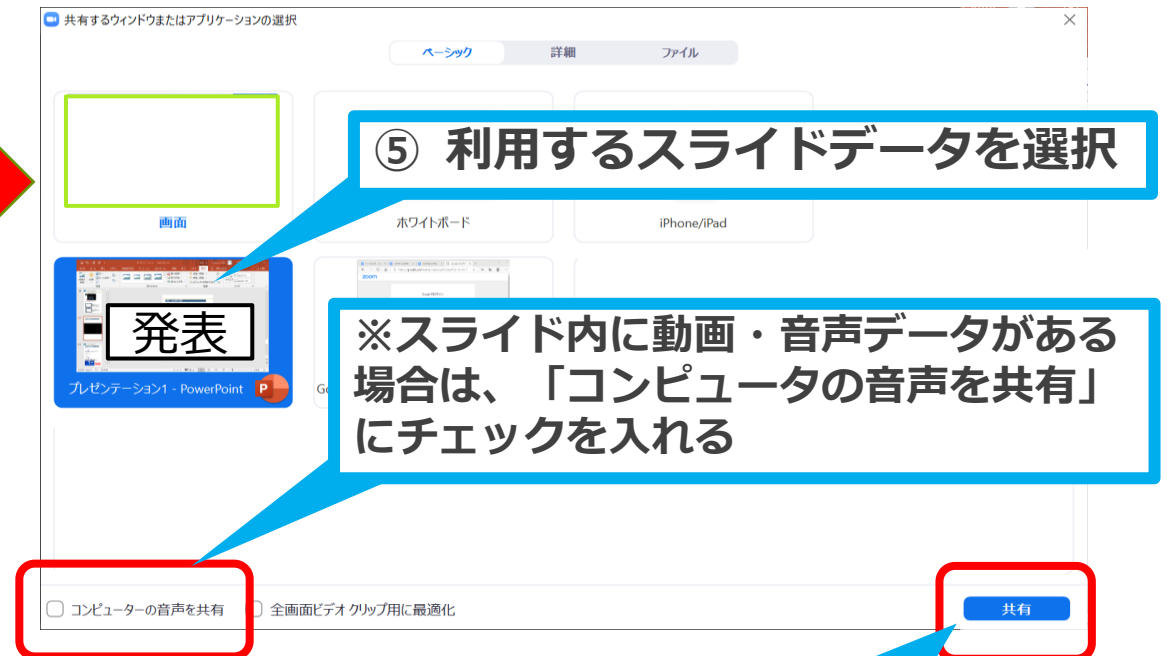 共有するウィンドウまたはアプリケーションの選択
ベーシック 詳細 ファイル
⑤ 利用するスライドデータを選択
画面 ホワイトボード iPhone/iPad
zoom
発表
プレゼンテーション1 - PowerPoint
※スライド内に動画・音声データがある
場合は、「コンピュータの音声を共有」
にチェックを入れる
コンピューターの音声を共有 全画面ビデオ クリップ用に最適化
共有